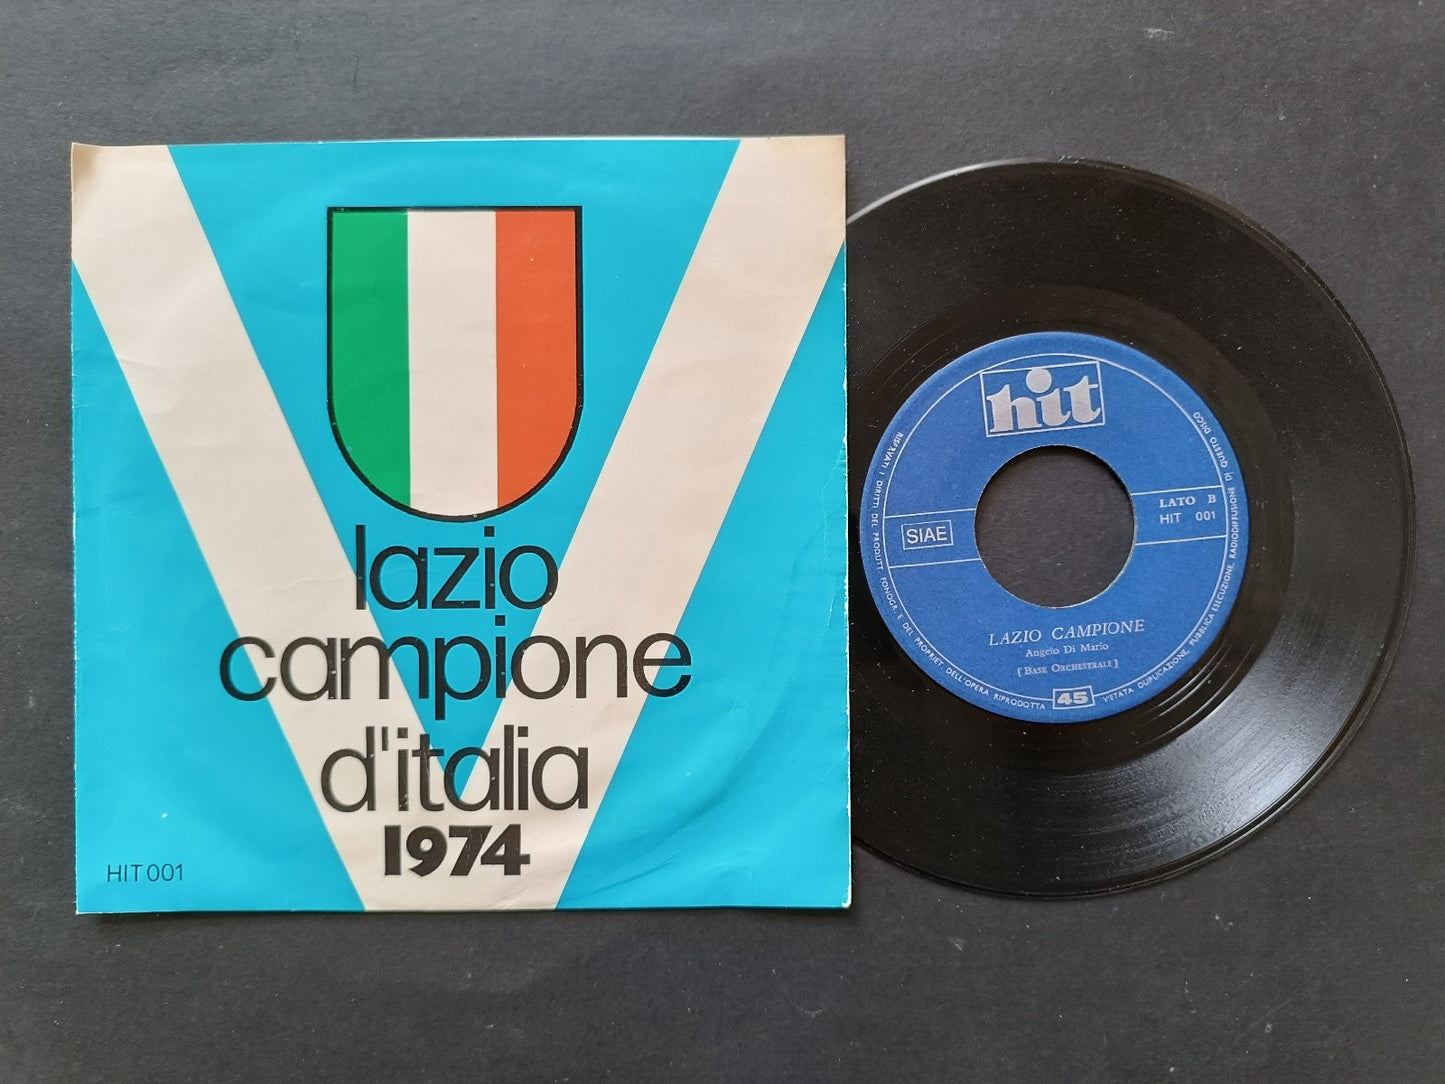 lazio
campione
d'italia
1974
HIT 001
hit
LATO B
HIT 001
SIAE
LAZIO CAMPIONE
Angelo Di Mario
[BASE ORCHESTRALE]
45
RISERVATI I DIRITTI DEL PRODUTT. FONOGR. E DEL PROPRIET. DELL'OPERA RIPRODOTTA
VIETATA DUPLICAZIONE, PUBBLICA ESECUZIONE, RADIODIFFUSIONE DI QUESTO DISCO